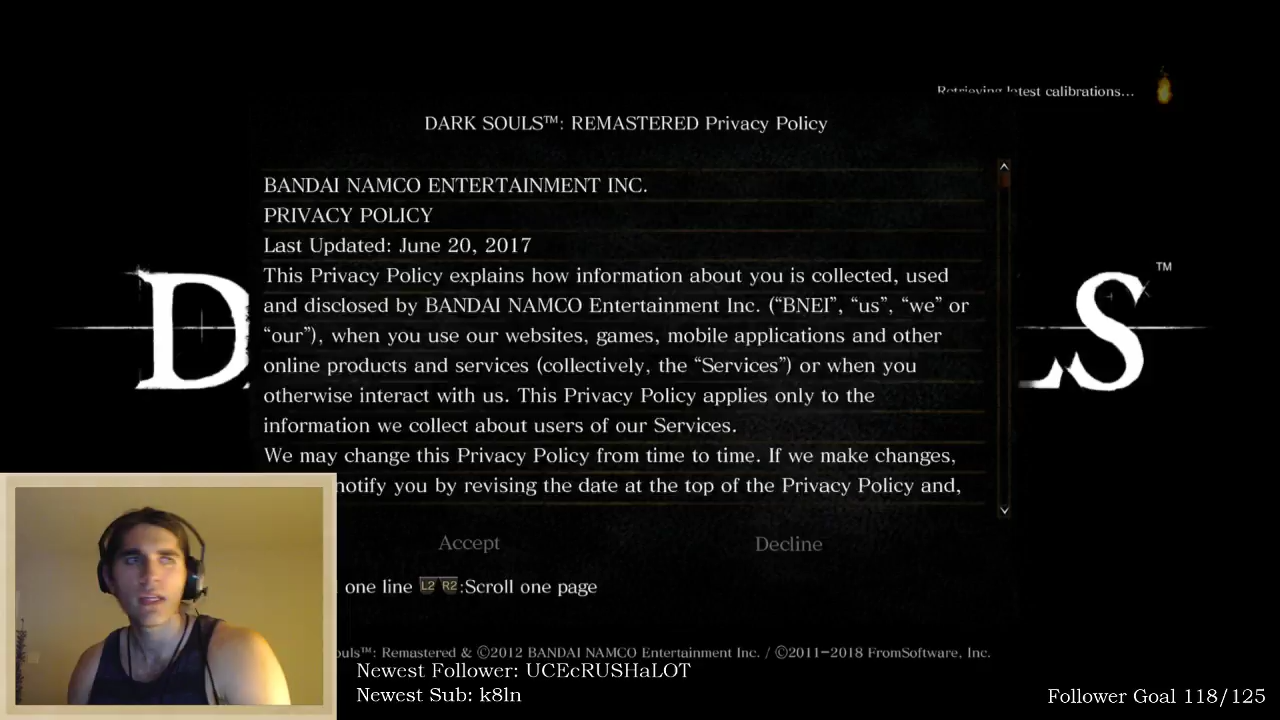 Retrieving latest calibrations...
DARK SOULS™: REMASTERED Privacy Policy
BANDAI NAMCO ENTERTAINMENT INC.
PRIVACY POLICY
Last Updated: June 20, 2017
This Privacy Policy explains how information about you is collected, used
and disclosed by BANDAI NAMCO Entertainment Inc. (“BNEI”, “us”, “we” or
“our”), when you use our websites, games, mobile applications and other
online products and services (collectively, the “Services”) or when you
otherwise interact with us. This Privacy Policy applies only to the
information we collect about users of our Services.
We may change this Privacy Policy from time to time. If we make changes,
notify you by revising the date at the top of the Privacy Policy and,
D LS™
Accept Decline
one line L2 R2:Scroll one page
ouls™: Remastered & ©2012 BANDAI NAMCO Entertainment Inc. / ©2011-2018 FromSoftware, Inc.
Newest Follower: UCEcRUSHaLOT
Newest Sub: k8ln
Follower Goal 118/125